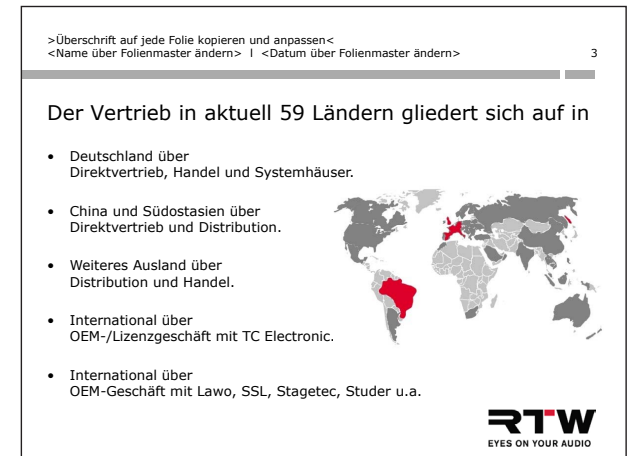 >Überschrift auf jede Folie kopieren und anpassen<
<Name über Folienmaster ändern> I <Datum über Folienmaster ändern> 3
Der Vertrieb in aktuell 59 Ländern gliedert sich auf in
• Deutschland über
Direktvertrieb, Handel und Systemhäuser.
• China und Südostasien über
Direktvertrieb und Distribution.
• Weiteres Ausland über
Distribution und Handel.
• International über
OEM-/Lizenzgeschäft mit TC Electronic.
• International über
OEM-Geschäft mit Lawo, SSL, Stagetec, Studer u.a.
RTW
EYES ON YOUR AUDIO